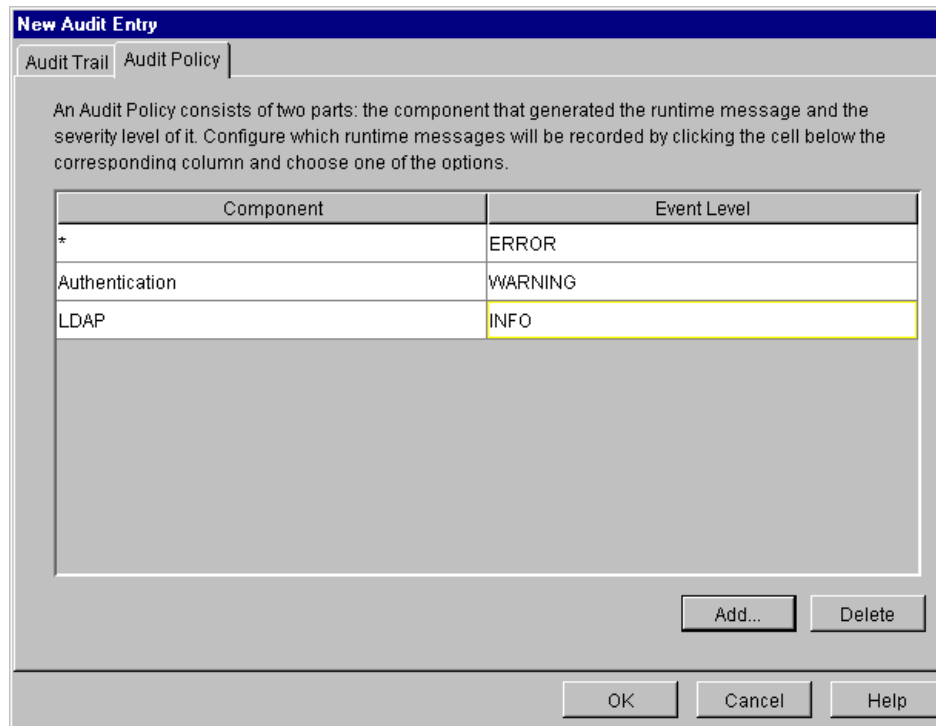 New Audit Entry
Audit Trail Audit Policy
An Audit Policy consists of two parts: the component that generated the runtime message and the
severity level of it. Configure which runtime messages will be recorded by clicking the cell below the
corresponding column and choose one of the options.
Component Event Level
* ERROR
Authentication WARNING
LDAP INFO
Add... Delete
OK Cancel Help